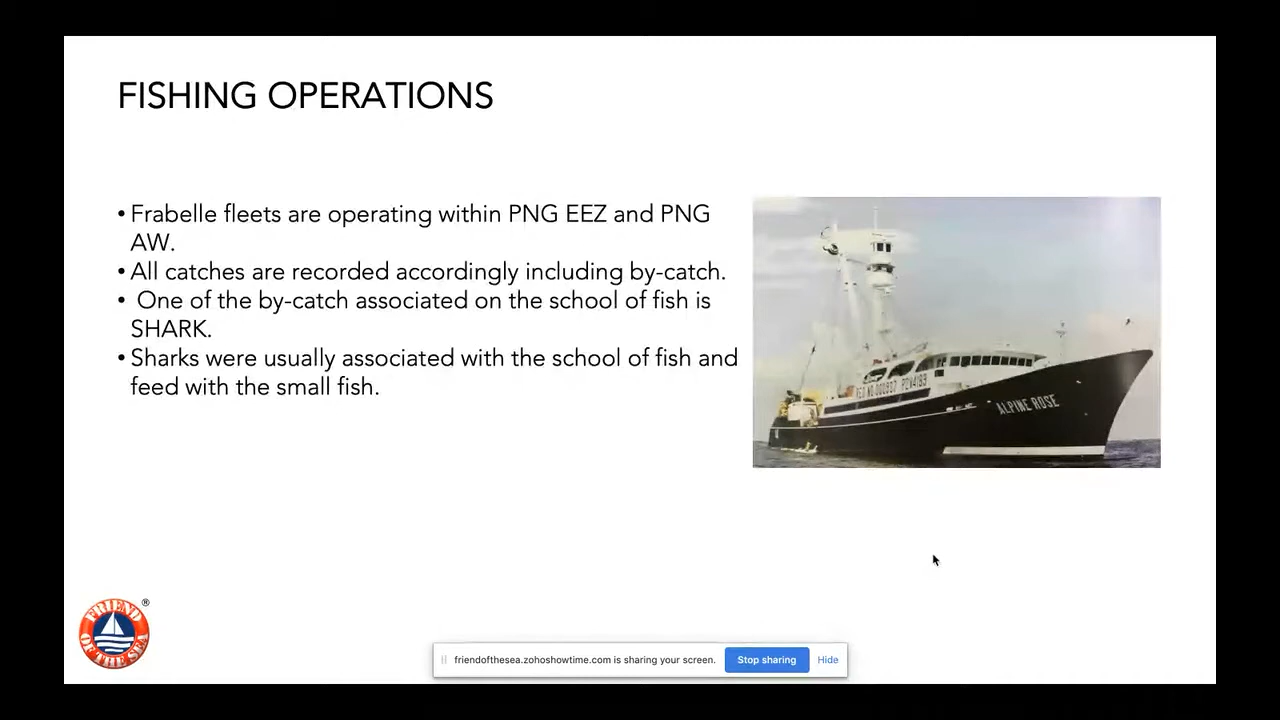 FISHING OPERATIONS
• Frabelle fleets are operating within PNG EEZ and PNG
AW.
• All catches are recorded accordingly including by-catch.
• One of the by-catch associated on the school of fish is
SHARK.
• Sharks were usually associated with the school of fish and
feed with the small fish.
ALPINE ROSE
FRIEND
OF THE SEA
®
friendofthesea.zohoshowtime.com is sharing your screen.
Stop sharing
Hide